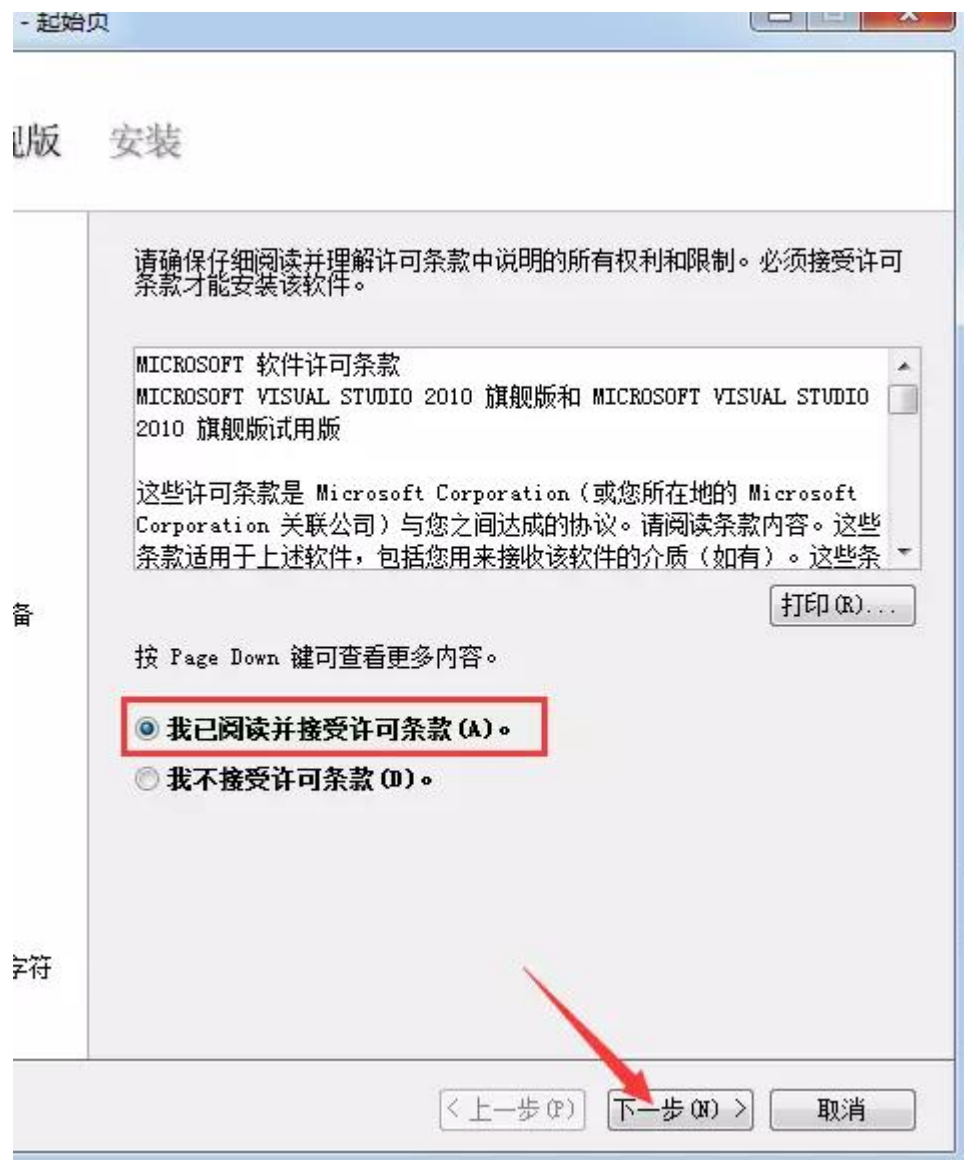 - 起始页
版 安装
请确保仔细阅读并理解许可条款中说明的所有权利和限制。必须接受许可
条款才能安装该软件。
MICROSOFT 软件许可条款
MICROSOFT VISUAL STUDIO 2010 旗舰版和 MICROSOFT VISUAL STUDIO
2010 旗舰版试用版
这些许可条款是 Microsoft Corporation（或您所在地的 Microsoft
Corporation 关联公司）与您之间达成的协议。请阅读条款内容。这些
条款适用于上述软件，包括您用来接收该软件的介质（如有）。这些条
打印(R)...
备
按 Page Down 键可查看更多内容。
我已阅读并接受许可条款(A)。
我不接受许可条款(D)。
字符
< 上一步(P) 下一步(N) > 取消